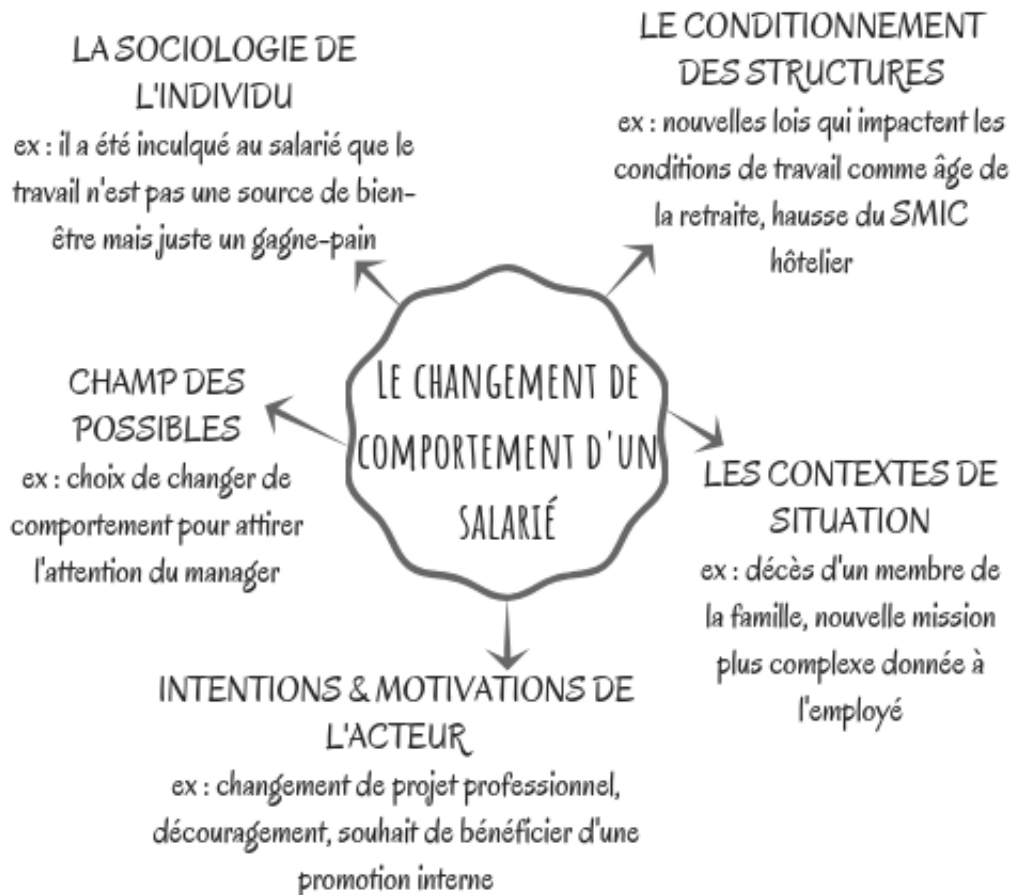 LA SOCIOLOGIE DE
L'INDIVIDU
ex : il a été inculqué au salarié que le
travail n'est pas une source de bien-
être mais juste un gagne-pain
LE CONDITIONNEMENT
DES STRUCTURES
ex : nouvelles lois qui impactent les
conditions de travail comme âge de
la retraite, hausse du SMIC
hôtelier
CHAMP DES
POSSIBLES
ex : choix de changer de
comportement pour attirer
l'attention du manager
LE CHANGEMENT DE
COMPORTEMENT D'UN
SALARIÉ
LES CONTEXTES DE
SITUATION
ex : décès d'un membre de
la famille, nouvelle mission
plus complexe donnée à
l'employé
INTENTIONS & MOTIVATIONS DE
L'ACTEUR
ex : changement de projet professionnel,
découragement, souhait de bénéficier d'une
promotion interne